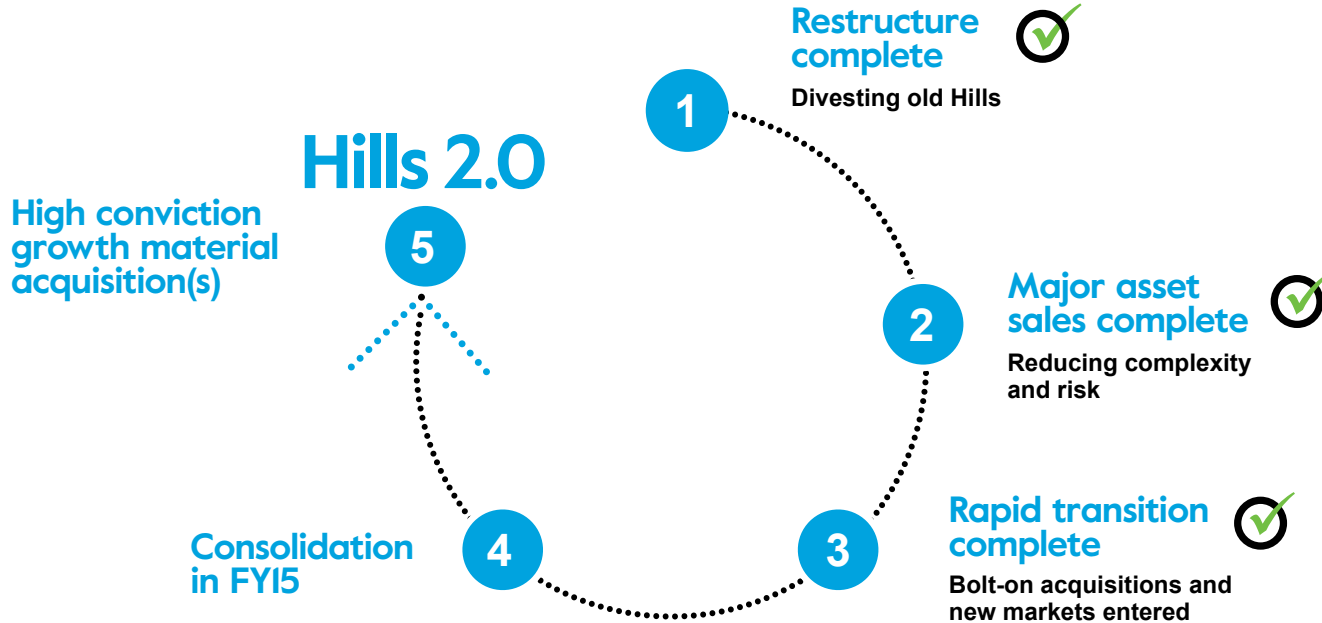 1
Restructure
complete
Divesting old Hills
2
Major asset
sales complete
Reducing complexity
and risk
3
Rapid transition
complete
Bolt-on acquisitions and
new markets entered
4
Consolidation
in FY15
Hills 2.0
5
High conviction
growth material
acquisition(s)